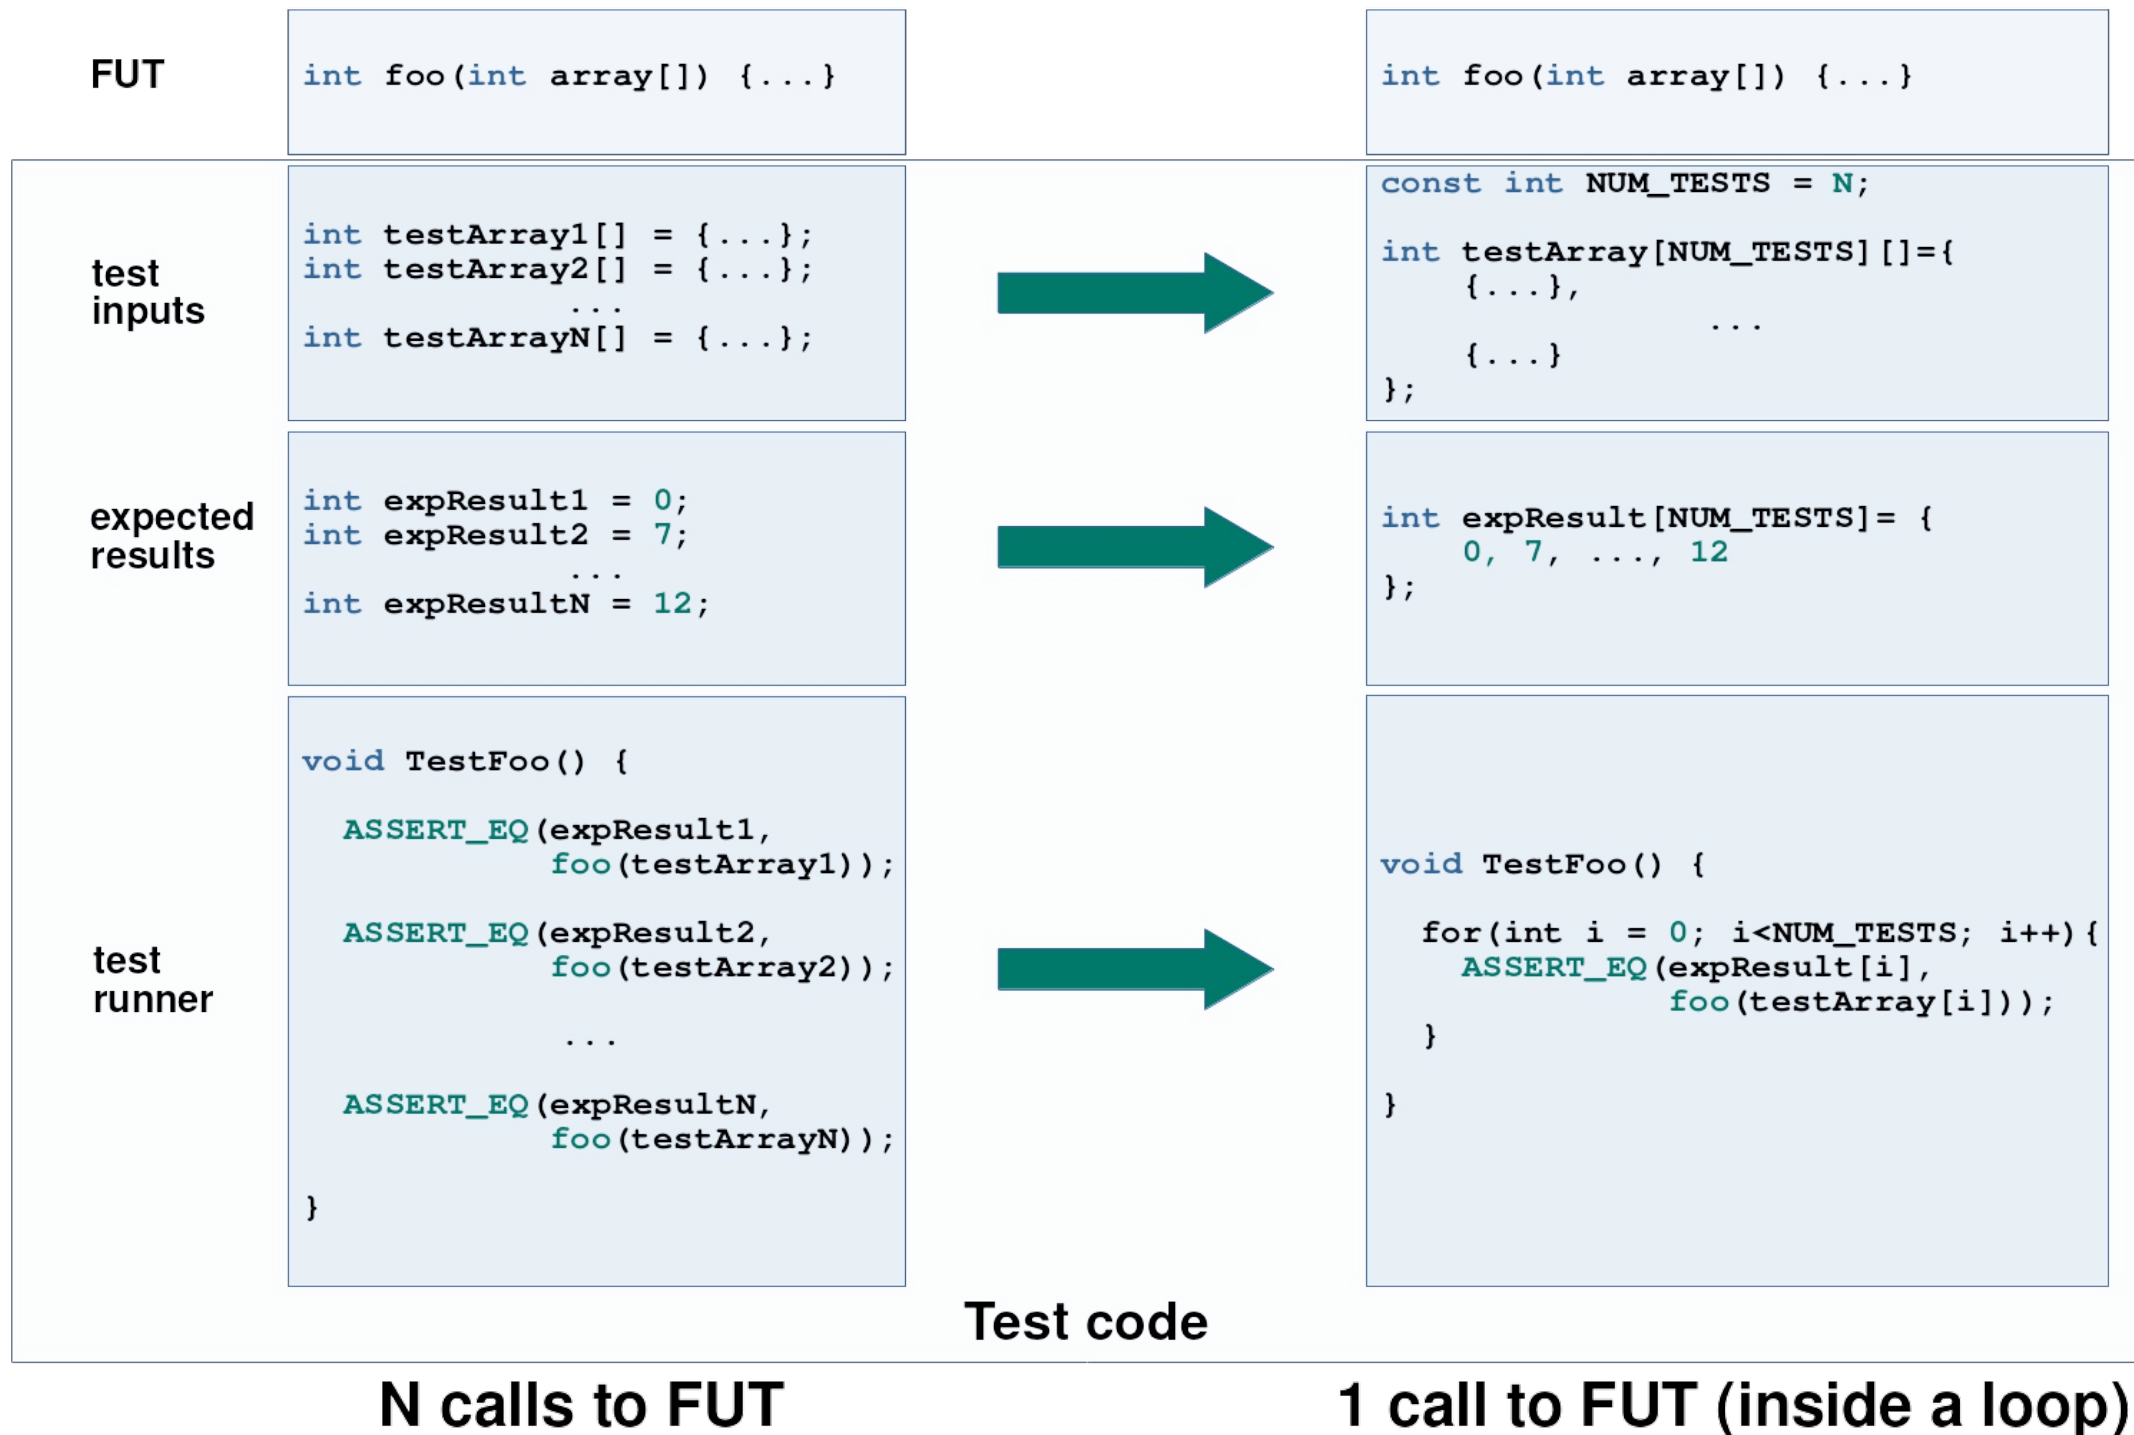 FUT
int foo(int array[]) {...}
int foo(int array[]) {...}
test
inputs
int testArray1[] = {...};
int testArray2[] = {...};
...
int testArrayN[] = {...};
const int NUM_TESTS = N;
int testArray[NUM_TESTS][]={
{...},
...
{...}
};
expected
results
int expResult1 = 0;
int expResult2 = 7;
...
int expResultN = 12;
int expResult[NUM_TESTS]= {
0, 7, ..., 12
};
test
runner
void TestFoo() {
ASSERT_EQ(expResult1,
foo(testArray1));
ASSERT_EQ(expResult2,
foo(testArray2));
...
ASSERT_EQ(expResultN,
foo(testArrayN));
}
void TestFoo() {
for(int i = 0; i<NUM_TESTS; i++){
ASSERT_EQ(expResult[i],
foo(testArray[i]));
}
}
Test code
N calls to FUT
1 call to FUT (inside a loop)